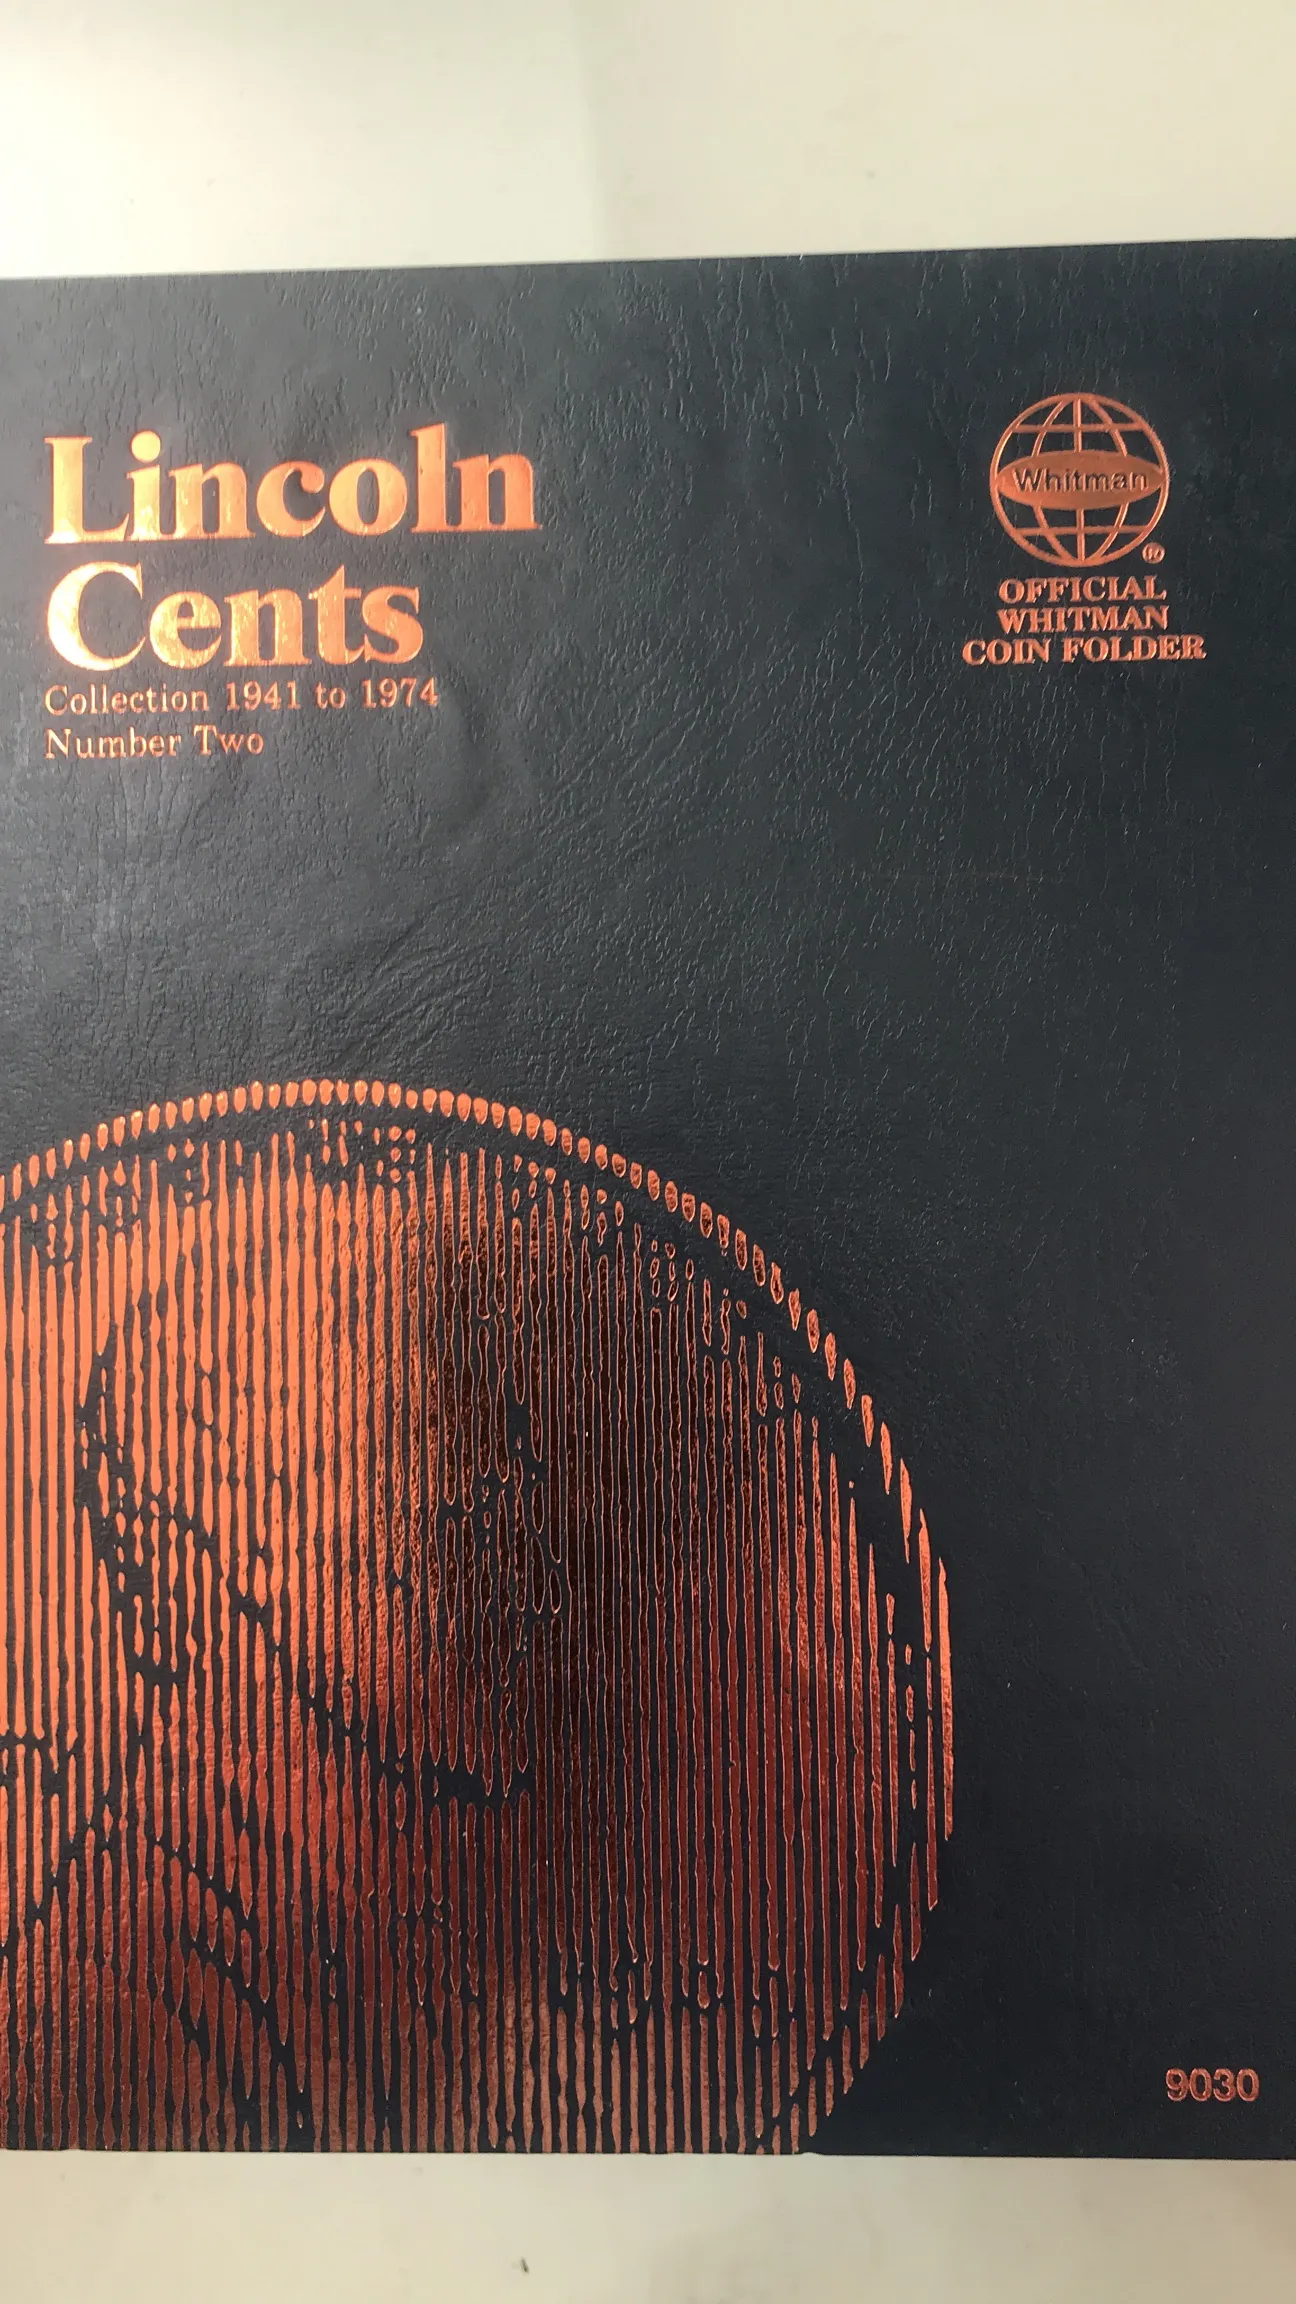 Lincoln
Cents
Collection 1941 to 1974
Number Two
Whitman
®
OFFICIAL
WHITMAN
COIN FOLDER
9030